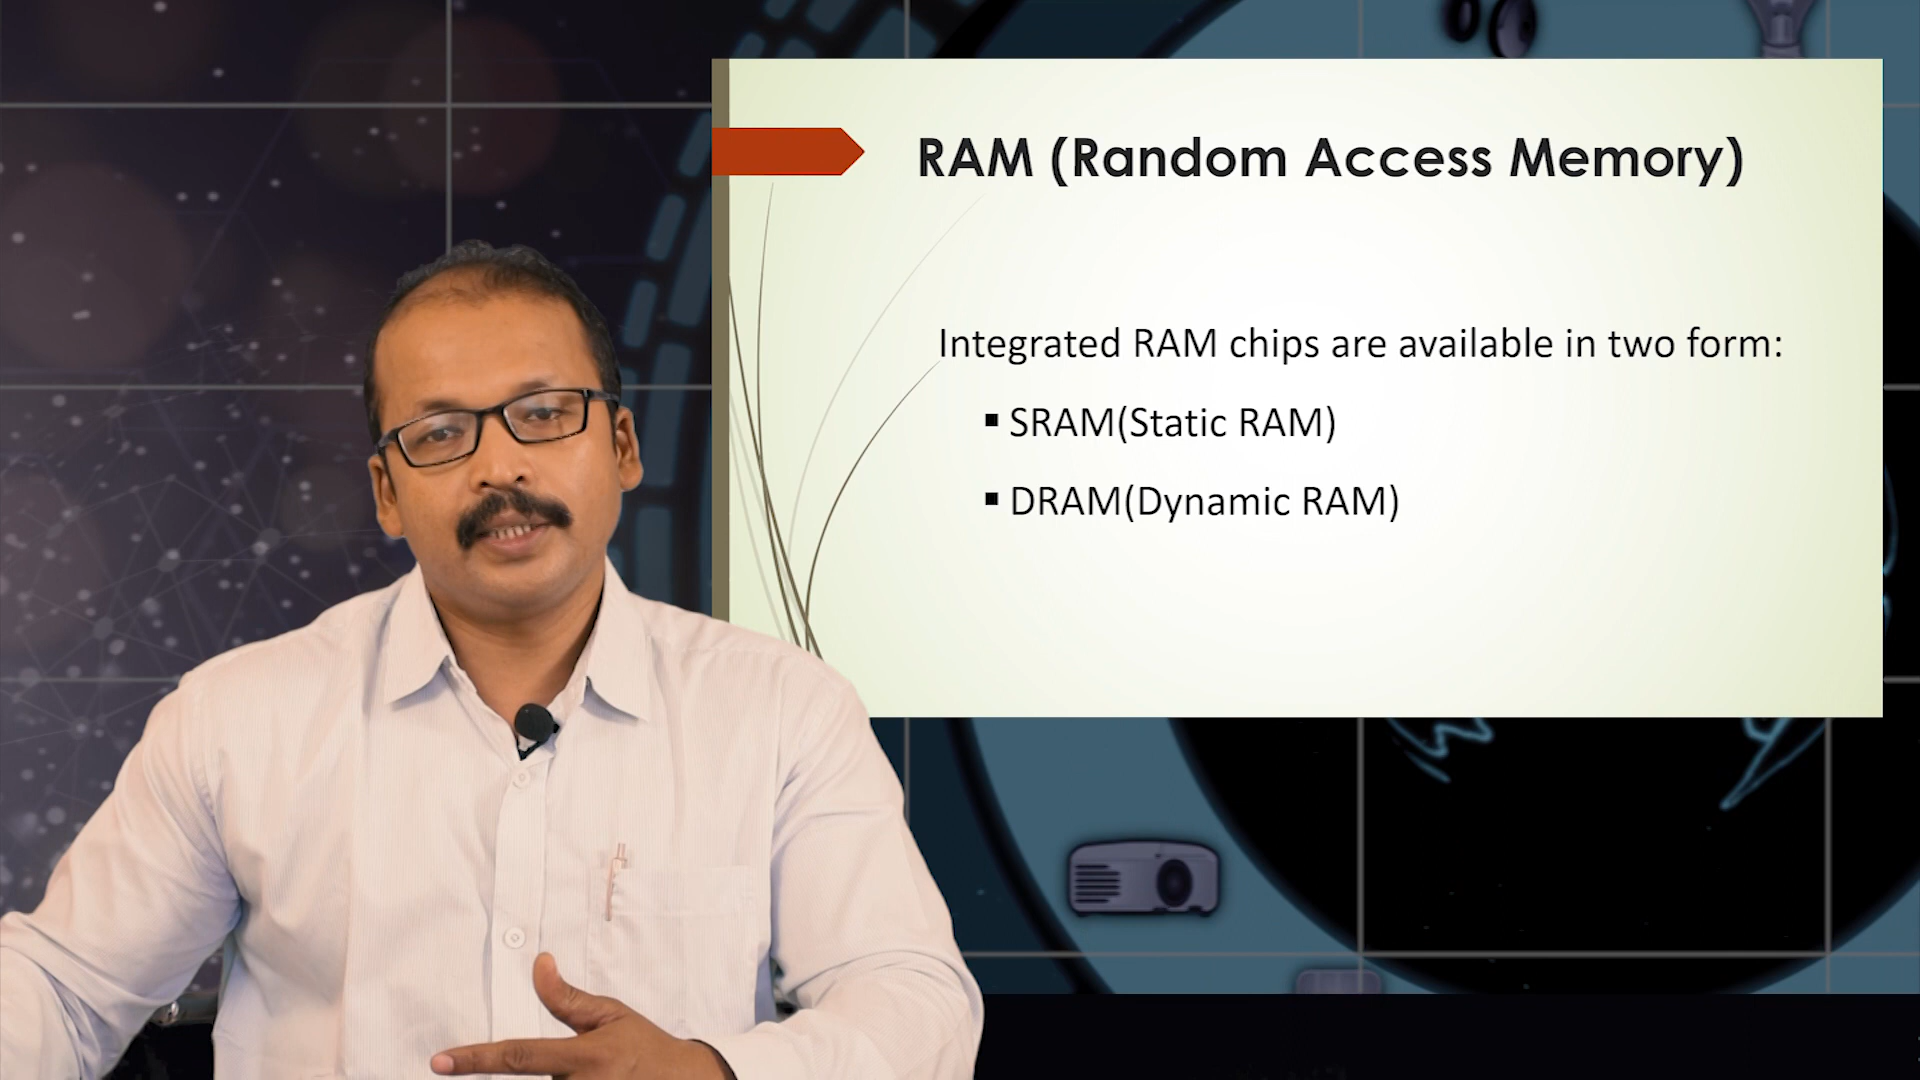 RAM (Random Access Memory)
Integrated RAM chips are available in two form:
▪ SRAM(Static RAM)
▪ DRAM(Dynamic RAM)